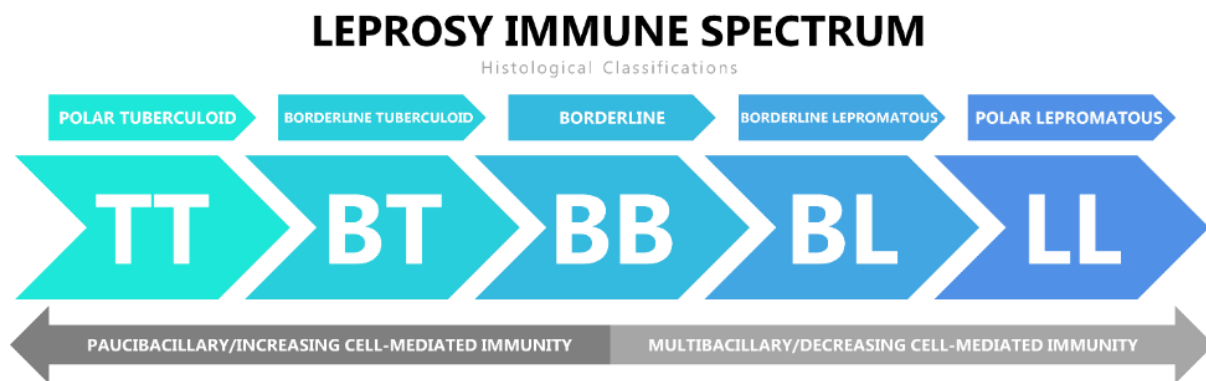 LEPROSY IMMUNE SPECTRUM
Histological Classifications
POLAR TUBERCULOID
BORDERLINE TUBERCULOID
BORDERLINE
BORDERLINE LEPROMATOUS
POLAR LEPROMATOUS
TT
BT
BB
BL
LL
PAUCIBACILLARY/INCREASING CELL-MEDIATED IMMUNITY
MULTIBACILLARY/DECREASING CELL-MEDIATED IMMUNITY